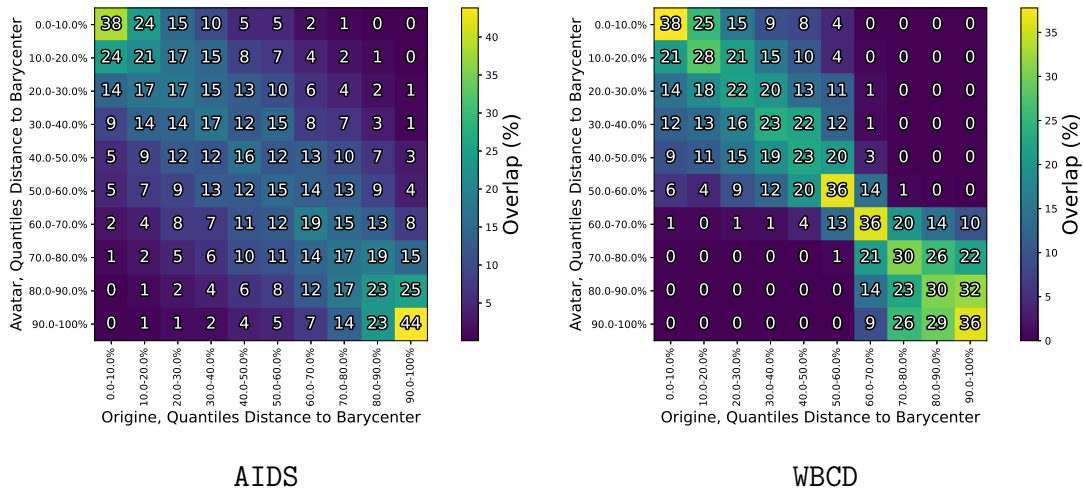 Avatar, Quantiles Distance to Barycenter
0.0-10.0% 38 24 15 10 5 5 2 1 0 0
10.0-20.0% 24 21 17 15 8 7 4 2 1 0
20.0-30.0% 14 17 17 15 13 10 6 4 2 1
30.0-40.0% 9 14 14 17 12 15 8 7 3 1
40.0-50.0% 5 9 12 12 16 12 13 10 7 3
50.0-60.0% 5 7 9 13 12 15 14 13 9 4
60.0-70.0% 2 4 8 7 11 12 19 15 13 8
70.0-80.0% 1 2 5 6 10 11 14 17 19 15
80.0-90.0% 0 1 2 4 6 8 12 17 23 25
90.0-100% 0 1 1 2 4 5 7 14 23 44
0.0-10.0% 10.0-20.0% 20.0-30.0% 30.0-40.0% 40.0-50.0% 50.0-60.0% 60.0-70.0% 70.0-80.0% 80.0-90.0% 90.0-100%
Origine, Quantiles Distance to Barycenter
40
35
30
25
20
15
10
5
Overlap (%)
AIDS
Avatar, Quantiles Distance to Barycenter
0.0-10.0% 38 25 15 9 8 4 0 0 0 0
10.0-20.0% 21 28 21 15 10 4 0 0 0 0
20.0-30.0% 14 18 22 20 13 11 1 0 0 0
30.0-40.0% 12 13 16 23 22 12 1 0 0 0
40.0-50.0% 9 11 15 19 23 20 3 0 0 0
50.0-60.0% 6 4 9 12 20 36 14 1 0 0
60.0-70.0% 1 0 1 1 4 13 36 20 14 10
70.0-80.0% 0 0 0 0 0 1 21 30 26 22
80.0-90.0% 0 0 0 0 0 0 14 23 30 32
90.0-100% 0 0 0 0 0 0 9 26 29 36
0.0-10.0% 10.0-20.0% 20.0-30.0% 30.0-40.0% 40.0-50.0% 50.0-60.0% 60.0-70.0% 70.0-80.0% 80.0-90.0% 90.0-100%
Origine, Quantiles Distance to Barycenter
35
30
25
20
15
10
5
0
Overlap (%)
WBCD